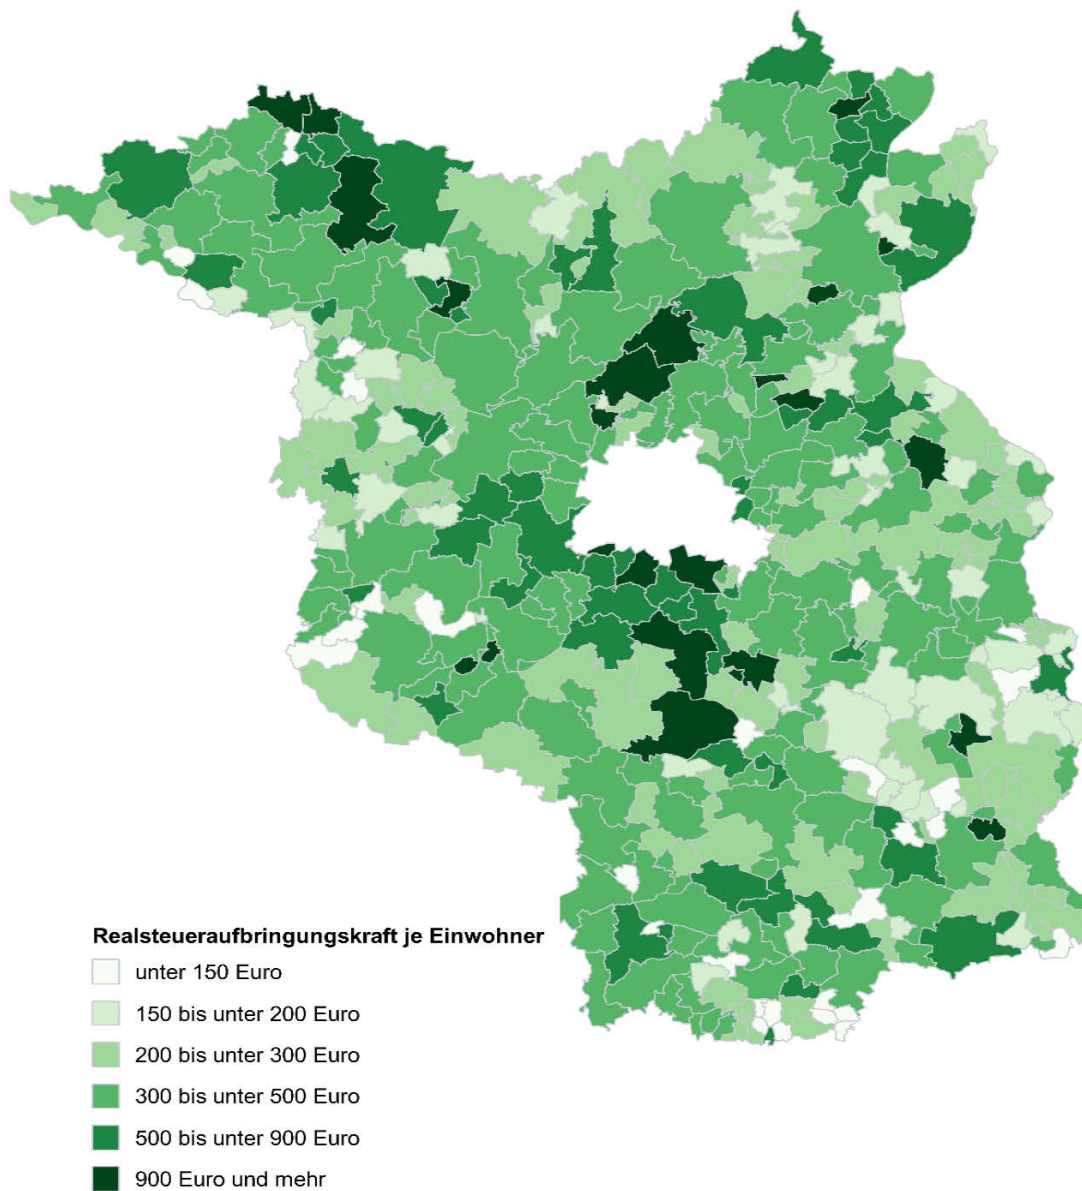 Realsteueraufbringungskraft je Einwohner
unter 150 Euro
150 bis unter 200 Euro
200 bis unter 300 Euro
300 bis unter 500 Euro
500 bis unter 900 Euro
900 Euro und mehr